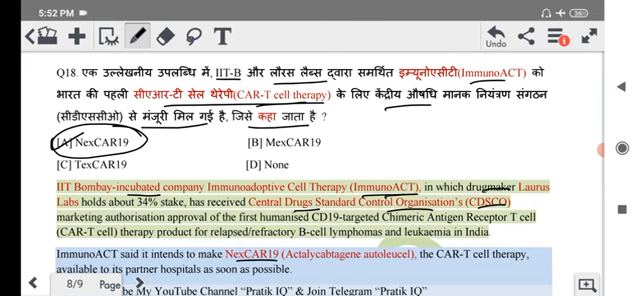 5:52 PM
36
Undo
Q18. एक उल्लेखनीय उपलब्धि में, IIT-B और लौरस लैब्स द्वारा समर्थित इम्यूनोएसीटी(ImmunoACT) को
भारत की पहली सीएआर-टी सेल थेरेपी(CAR-T cell therapy) के लिए केंद्रीय औषधि मानक नियंत्रण संगठन
(सीडीएससीओ) से मंजूरी मिल गई है, जिसे कहा जाता है ?
[A] NexCAR19 [B] MexCAR19
[C] TexCAR19 [D] None
IIT Bombay-incubated company Immunoadoptive Cell Therapy (ImmunoACT), in which drugmaker Laurus
Labs holds about 34% stake, has received Central Drugs Standard Control Organisation's (CDSCO)
marketing authorisation approval of the first humanised CD19-targeted Chimeric Antigen Receptor T cell
(CAR-T cell) therapy product for relapsed/refractory B-cell lymphomas and leukaemia in India.
ImmunoACT said it intends to make NexCAR19 (Actalycabtagene autoleucel), the CAR-T cell therapy,
available to its partner hospitals as soon as possible.
be My YouTube Channel "Pratik IQ" & Join Telegram "Pratik IQ"
8/9 Page